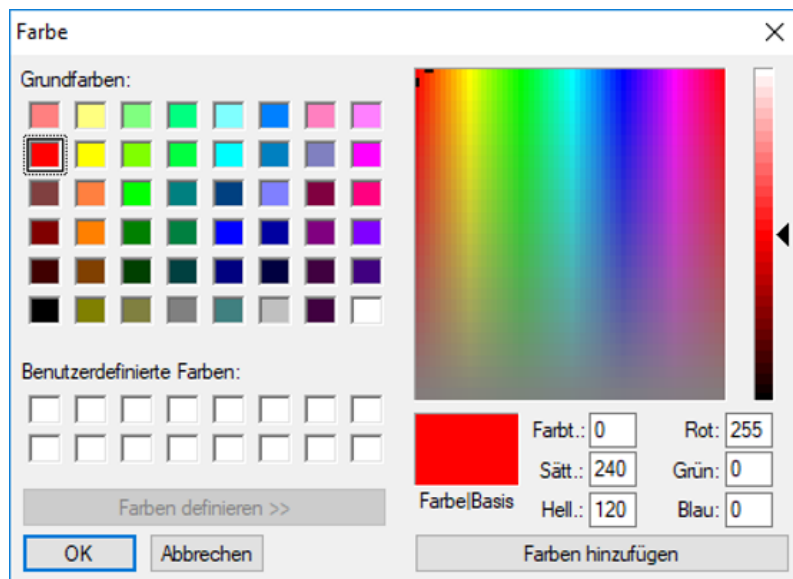 Farbe
Grundfarben:
Benutzerdefinierte Farben:
Farben definieren >>
OK
Abbrechen
Farbe|Basis
Farbt.: 0
Sätt.: 240
Hell.: 120
Rot: 255
Grün: 0
Blau: 0
Farben hinzufügen